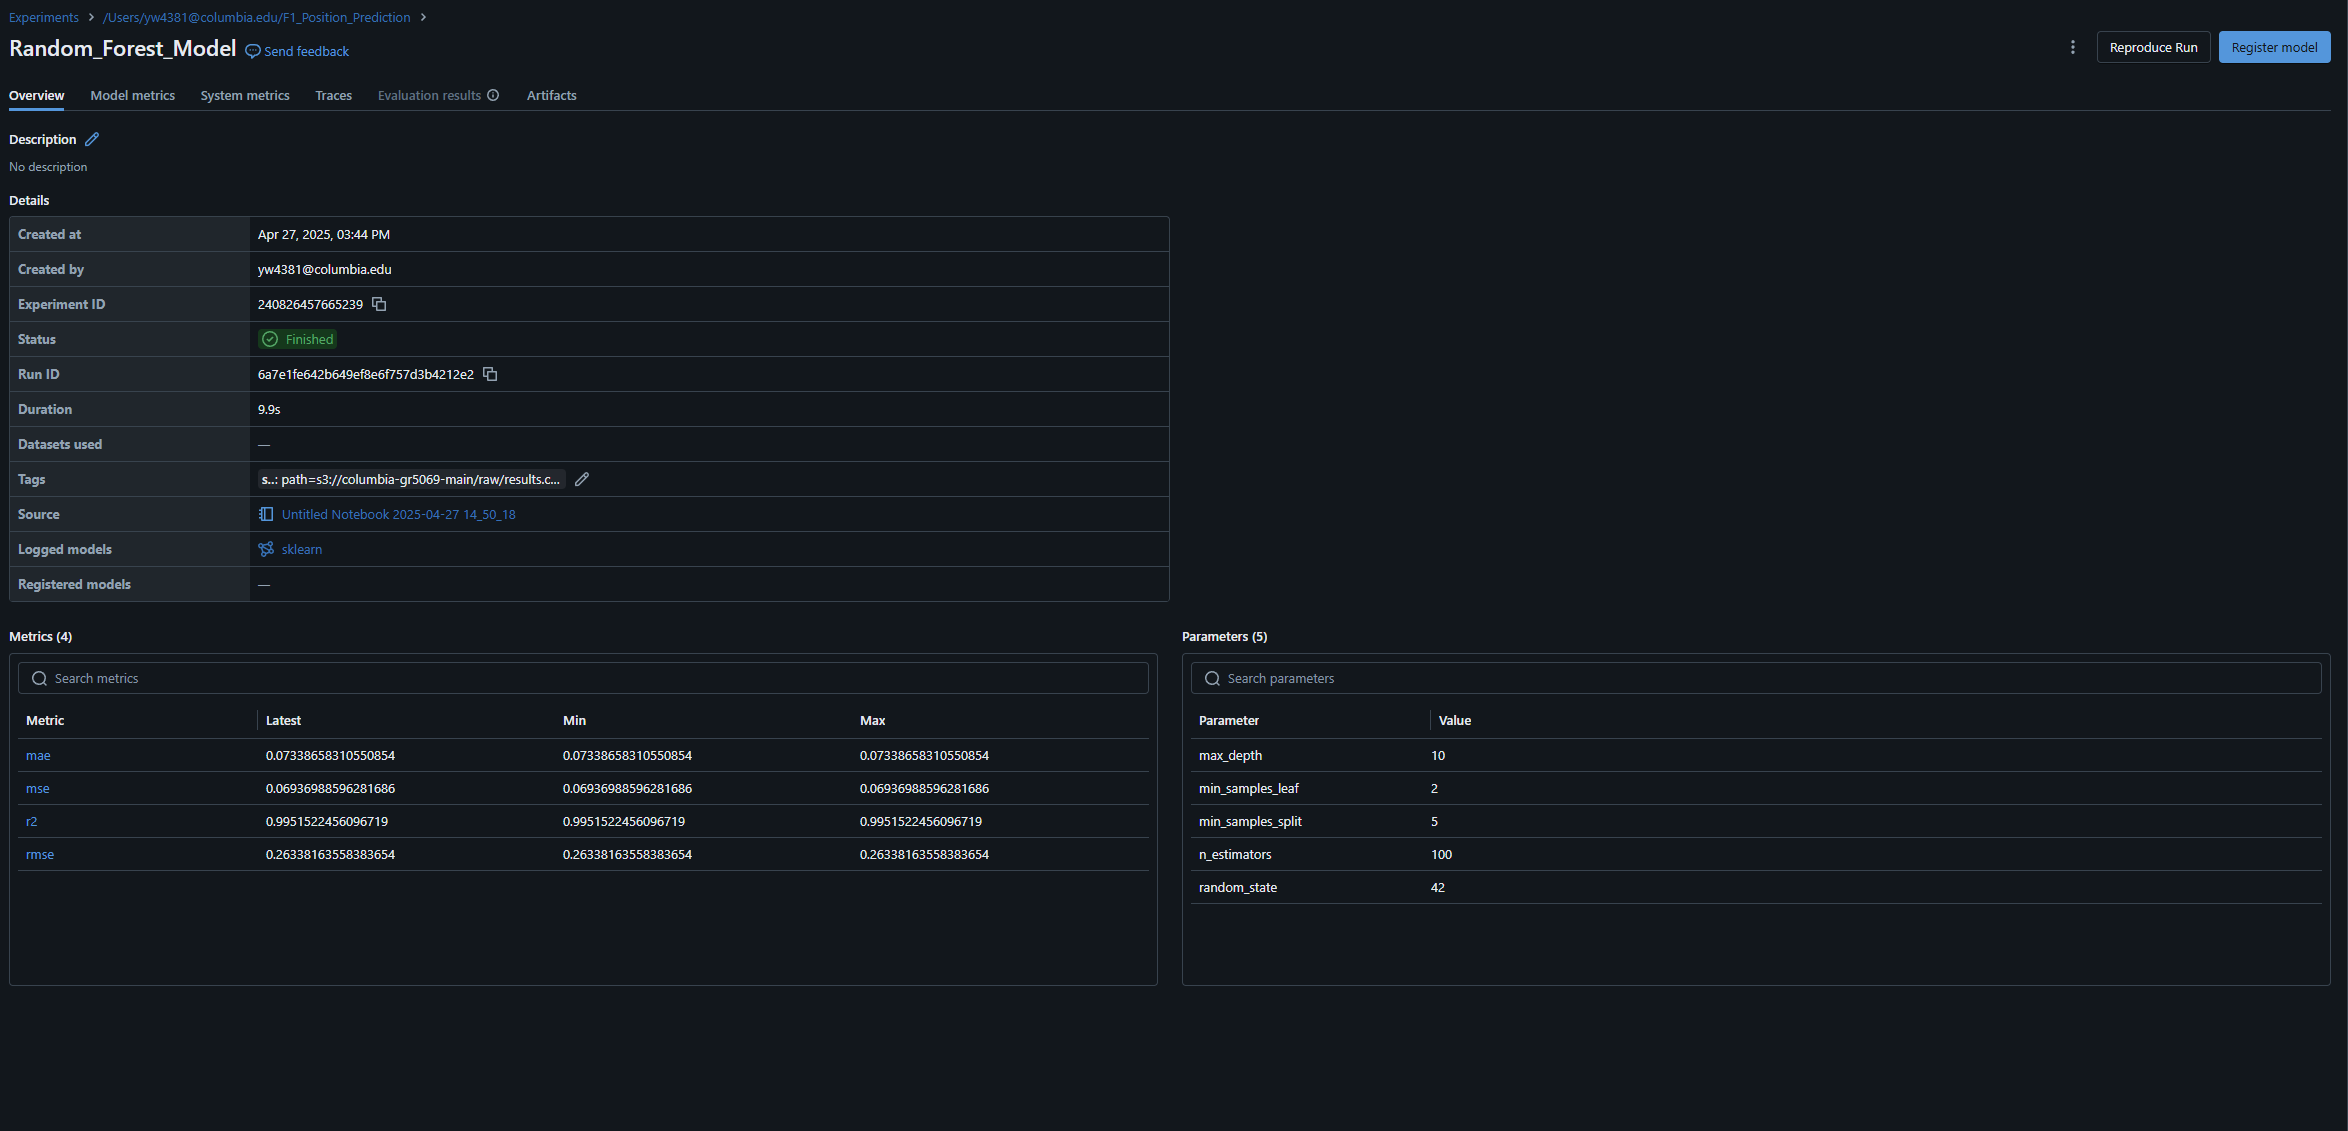 Experiments > /Users/yw4381@columbia.edu/F1_Position_Prediction >
Random_Forest_Model Send feedback
Reproduce Run Register model
Overview Model metrics System metrics Traces Evaluation results Artifacts
Description
No description
Details
Created at Apr 27, 2025, 03:44 PM
Created by yw4381@columbia.edu
Experiment ID 240826457665239
Status Finished
Run ID 6a7e1fe642b649ef8e6f757d3b4212e2
Duration 9.9s
Datasets used —
Tags s..: path=s3://columbia-gr5069-main/raw/results.c...
Source Untitled Notebook 2025-04-27 14_50_18
Logged models sklearn
Registered models —
Metrics (4)
Search metrics
Metric Latest Min Max
mae 0.07338658310550854 0.07338658310550854 0.07338658310550854
mse 0.06936988596281686 0.06936988596281686 0.06936988596281686
r2 0.9951522456096719 0.9951522456096719 0.9951522456096719
rmse 0.26338163558383654 0.26338163558383654 0.26338163558383654
Parameters (5)
Search parameters
Parameter Value
max_depth 10
min_samples_leaf 2
min_samples_split 5
n_estimators 100
random_state 42